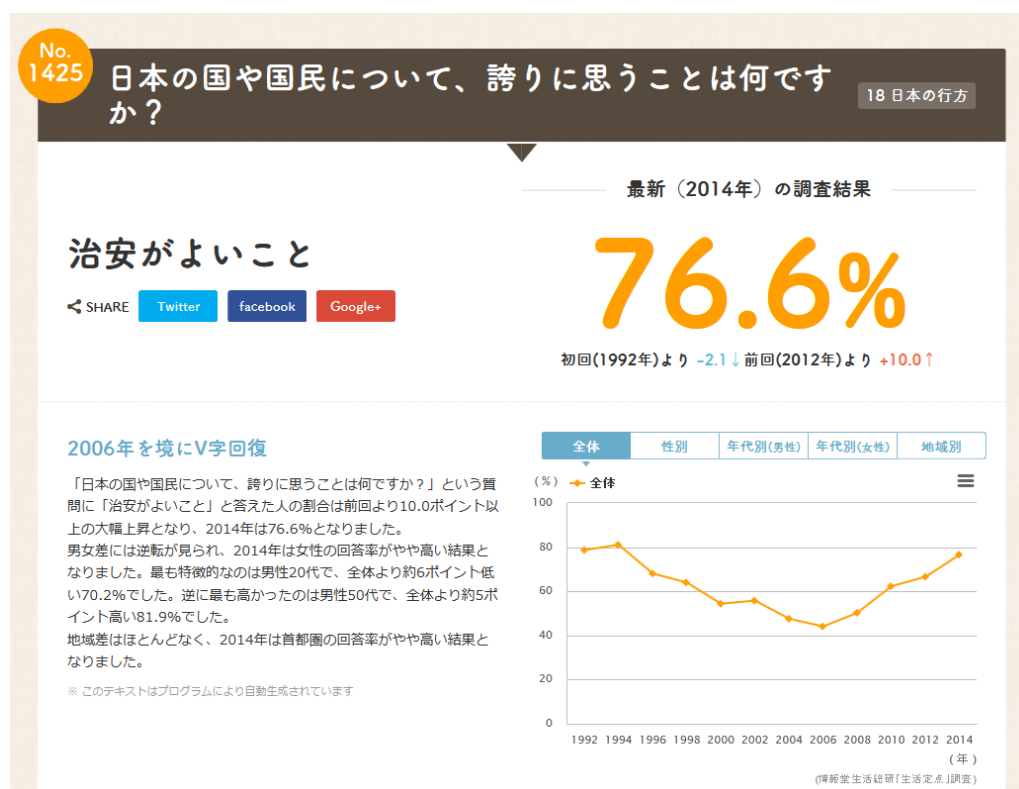 No.
1425
日本の国や国民について、誇りに思うことは何です
か？
18 日本の行方
最新（2014年）の調査結果
治安がよいこと
76.6%
SHARE Twitter facebook Google+
初回(1992年)より -2.1↓ 前回(2012年)より +10.0↑
2006年を境にV字回復
「日本の国や国民について、誇りに思うことは何ですか？」という質
問に「治安がよいこと」と答えた人の割合は前回より10.0ポイント以
上の大幅上昇となり、2014年は76.6%となりました。
男女差には逆転が見られ、2014年は女性の回答率がやや高い結果と
なりました。最も特徴的なのは男性20代で、全体より約6ポイント低
い70.2%でした。逆に最も高かったのは男性50代で、全体より約5ポ
イント高い81.9%でした。
地域差はほとんどなく、2014年は首都圏の回答率がやや高い結果と
なりました。
※ このテキストはプログラムにより自動生成されています
全体 性別 年代別(男性) 年代別(女性) 地域別
(%) 全体
100
80
60
40
20
0
1992 1994 1996 1998 2000 2002 2004 2006 2008 2010 2012 2014
(年)
(博報堂生活総研｢生活定点｣調査)